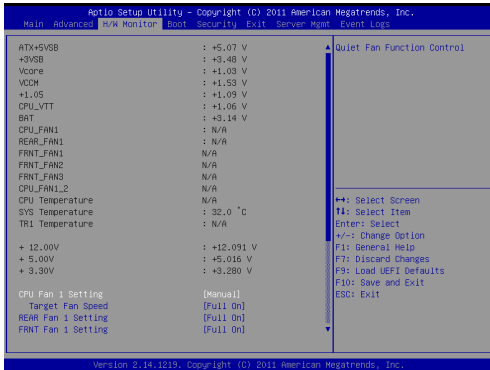 Aptio Setup Utility – Copyright (C) 2011 American Megatrends, Inc.
Main Advanced H/W Monitor Boot Security Exit Server Mgmt Event Logs
ATX+5VSB : +5.07 V
+3VSB : +3.48 V
Vcore : +1.03 V
VCCM : +1.53 V
+1.05 : +1.09 V
CPU_VTT : +1.06 V
BAT : +3.14 V
CPU_FAN1 : N/A
REAR_FAN1 : N/A
FRNT_FAN1 N/A
FRNT_FAN2 N/A
FRNT_FAN3 N/A
CPU_FAN1_2 N/A
CPU Temperature N/A
SYS Temperature : 32.0 °C
TR1 Temperature : N/A
+ 12.00V : +12.091 V
+ 5.00V : +5.016 V
+ 3.30V : +3.280 V
CPU Fan 1 Setting [Manual]
Target Fan Speed [Full On]
REAR Fan 1 Setting [Full On]
FRNT Fan 1 Setting [Full On]
Quiet Fan Function Control
→←: Select Screen
↑↓: Select Item
Enter: Select
+/-: Change Option
F1: General Help
F7: Discard Changes
F9: Load UEFI Defaults
F10: Save and Exit
ESC: Exit
Version 2.14.1219. Copyright (C) 2011 American Megatrends, Inc.